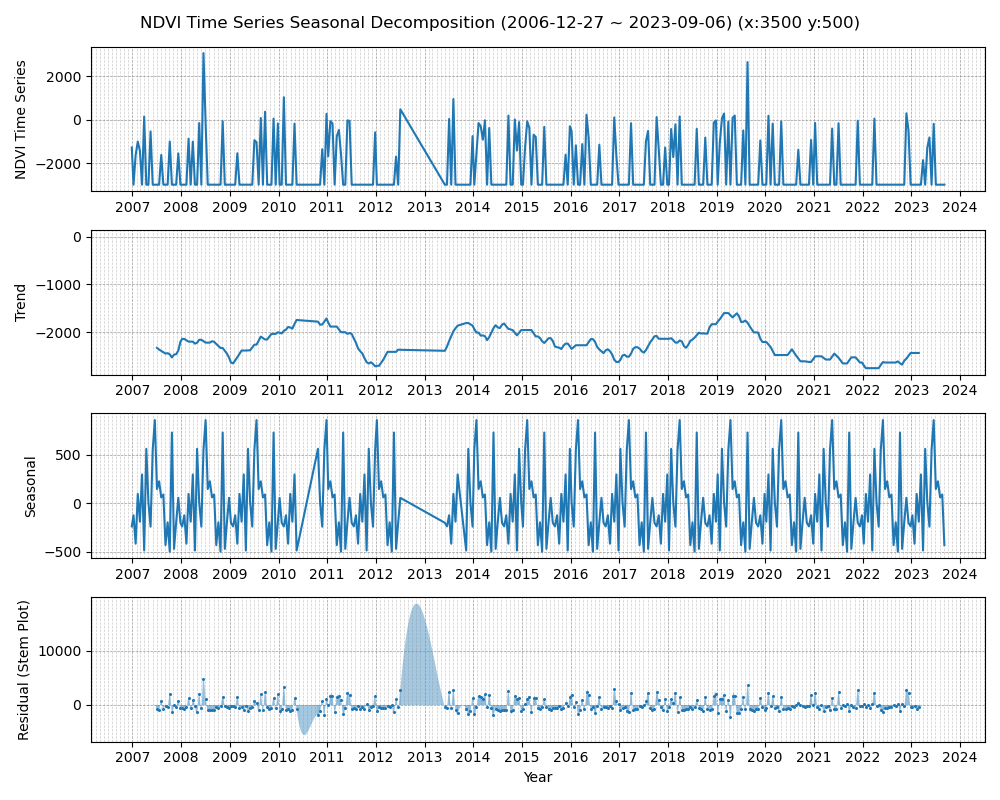 NDVI Time Series Seasonal Decomposition (2006-12-27 ~ 2023-09-06) (x:3500 y:500)
NDVI Time Series
2000
0
−2000
2007 2008 2009 2010 2011 2012 2013 2014 2015 2016 2017 2018 2019 2020 2021 2022 2023 2024
Trend
0
−1000
−2000
2007 2008 2009 2010 2011 2012 2013 2014 2015 2016 2017 2018 2019 2020 2021 2022 2023 2024
Seasonal
500
0
−500
2007 2008 2009 2010 2011 2012 2013 2014 2015 2016 2017 2018 2019 2020 2021 2022 2023 2024
Residual (Stem Plot)
10000
0
2007 2008 2009 2010 2011 2012 2013 2014 2015 2016 2017 2018 2019 2020 2021 2022 2023 2024
Year